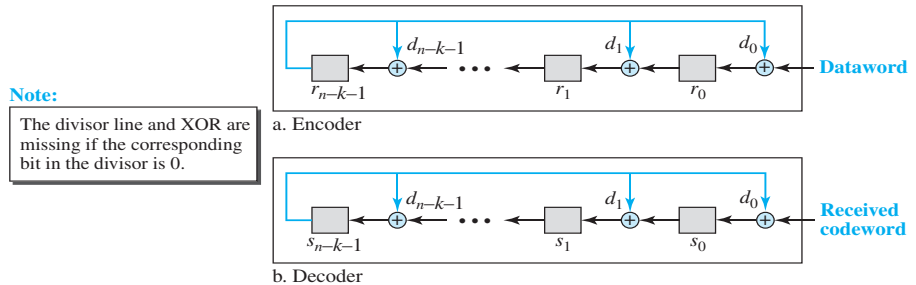 d_{n–k–1} d_1 d_0
Dataword
r_{n–k–1} r_1 r_0
a. Encoder
Note:
The divisor line and XOR are
missing if the corresponding
bit in the divisor is 0.
d_{n–k–1} d_1 d_0
Received
codeword
s_{n–k–1} s_1 s_0
b. Decoder